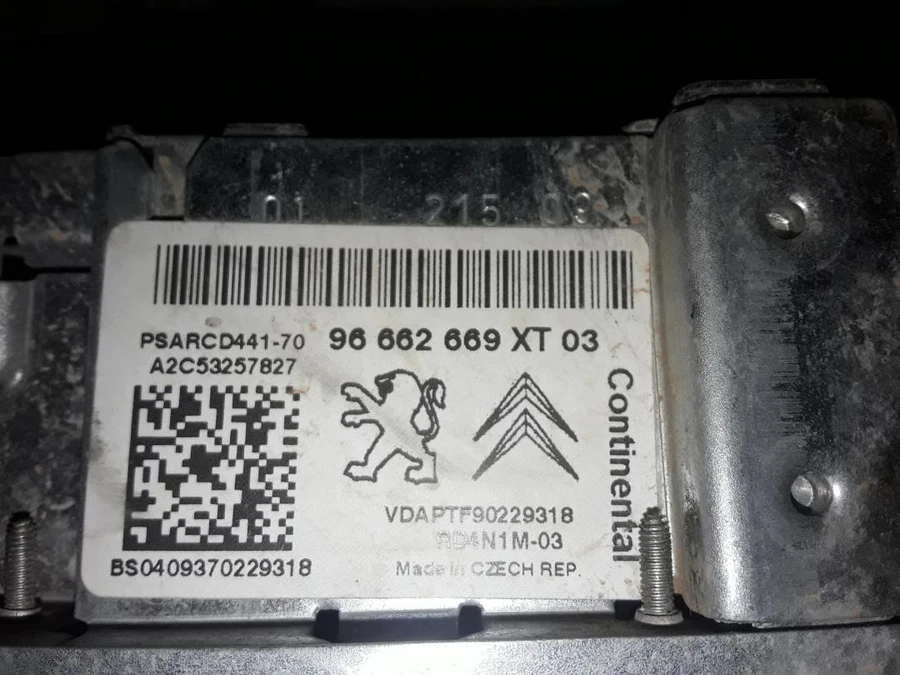 01 215 03
PSARCD441-70
96 662 669 XT 03
A2C53257827
Continental
VDAPTF90229318
RD4N1M-03
BS0409370229318
Made in CZECH REP.